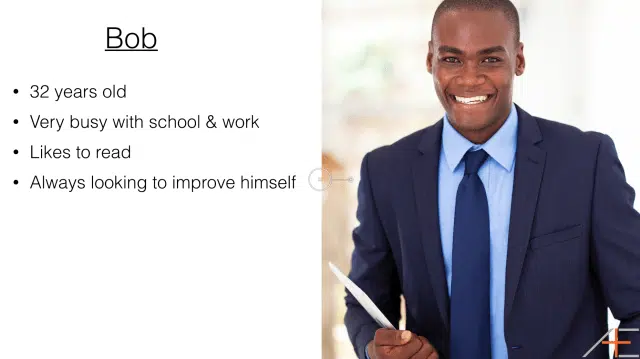 Bob
• 32 years old
• Very busy with school & work
• Likes to read
• Always looking to improve himself